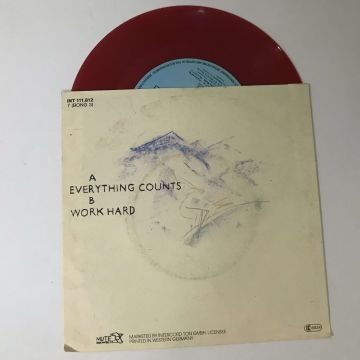 INT 111.812
7 (BONG 3)
A
EVERYTHING COUNTS
B
WORK HARD
MUTE
MARKETED BY INTERCORD TON GMBH, LICENSEE
PRINTED IN WESTERN GERMANY